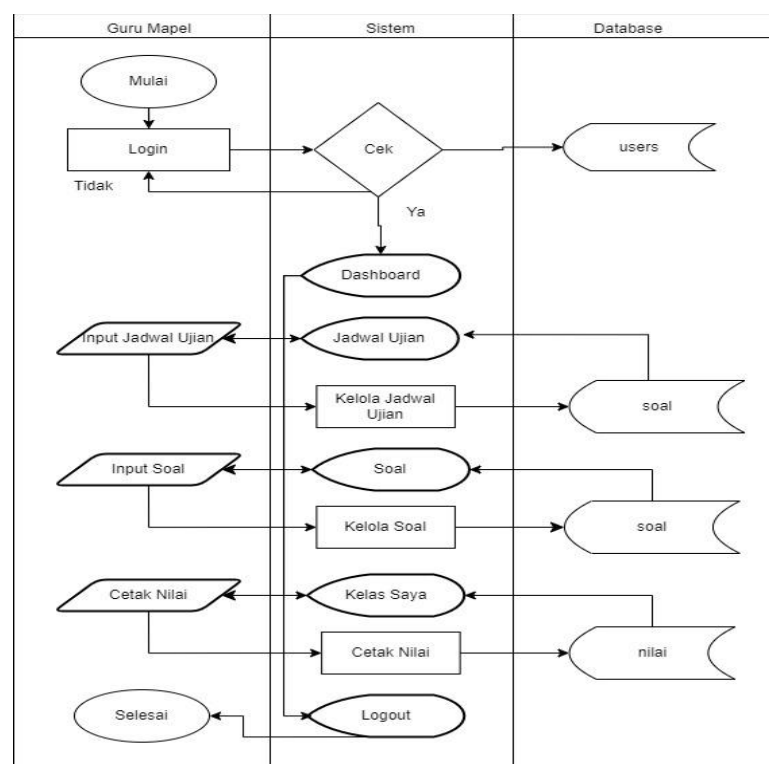 Guru Mapel
Sistem
Database
Mulai
Login
Cek
users
Tidak
Ya
Dashboard
Input Jadwal Ujian
Jadwal Ujian
Kelola Jadwal
Ujian
soal
Input Soal
Soal
Kelola Soal
soal
Cetak Nilai
Kelas Saya
Cetak Nilai
nilai
Selesai
Logout